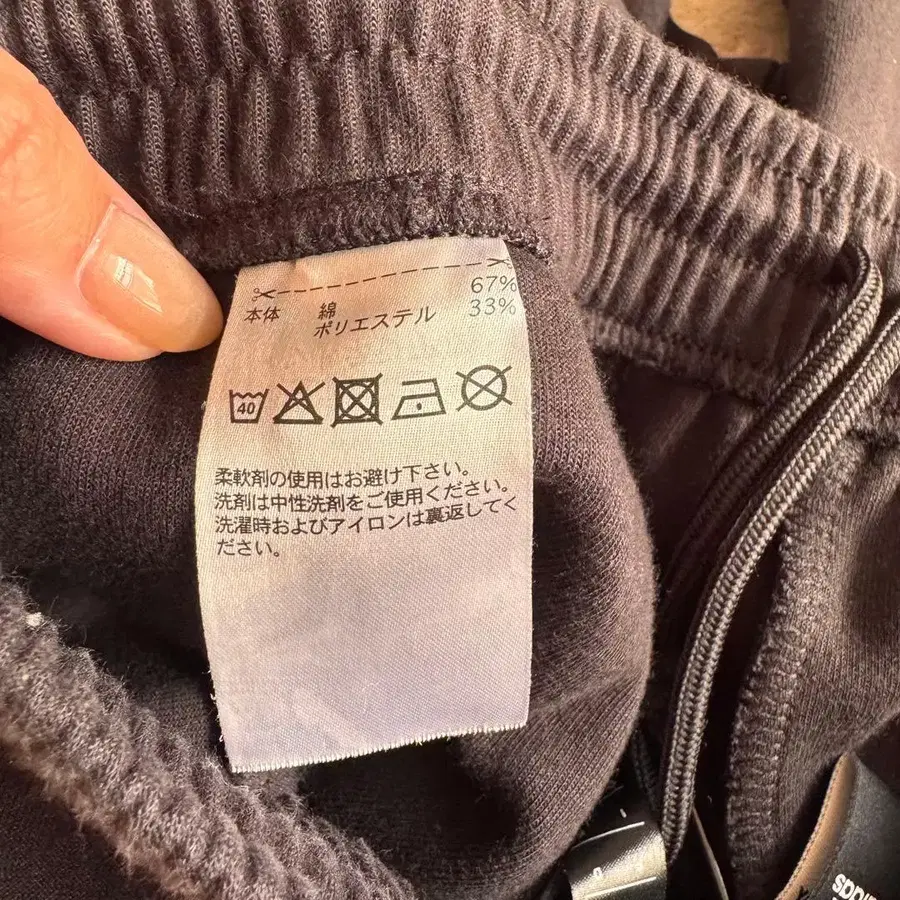 本体 綿 67%
ポリエステル 33%
40
柔軟剤の使用はお避け下さい。
洗剤は中性洗剤をご使用ください。
洗濯時およびアイロンは裏返してく
ださい。